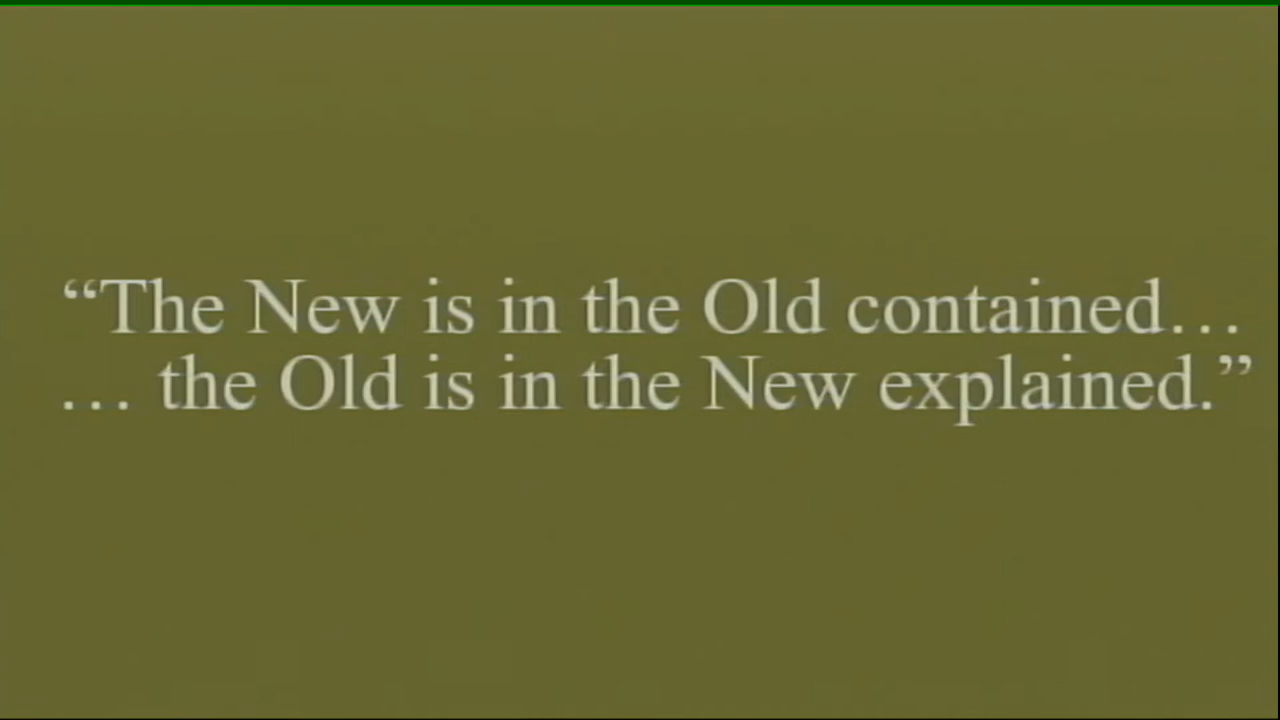 “The New is in the Old contained…
… the Old is in the New explained.”